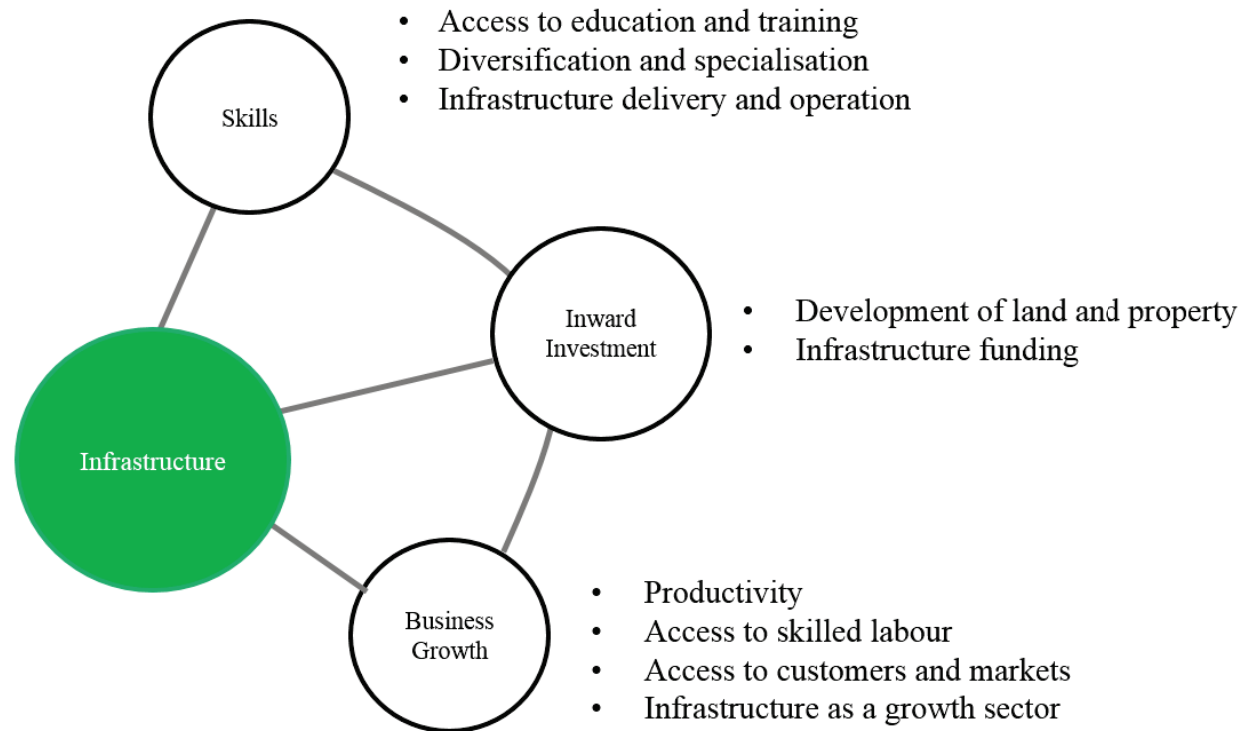 • Access to education and training
• Diversification and specialisation
• Infrastructure delivery and operation
Skills
Inward
Investment
• Development of land and property
• Infrastructure funding
Infrastructure
Business
Growth
• Productivity
• Access to skilled labour
• Access to customers and markets
• Infrastructure as a growth sector